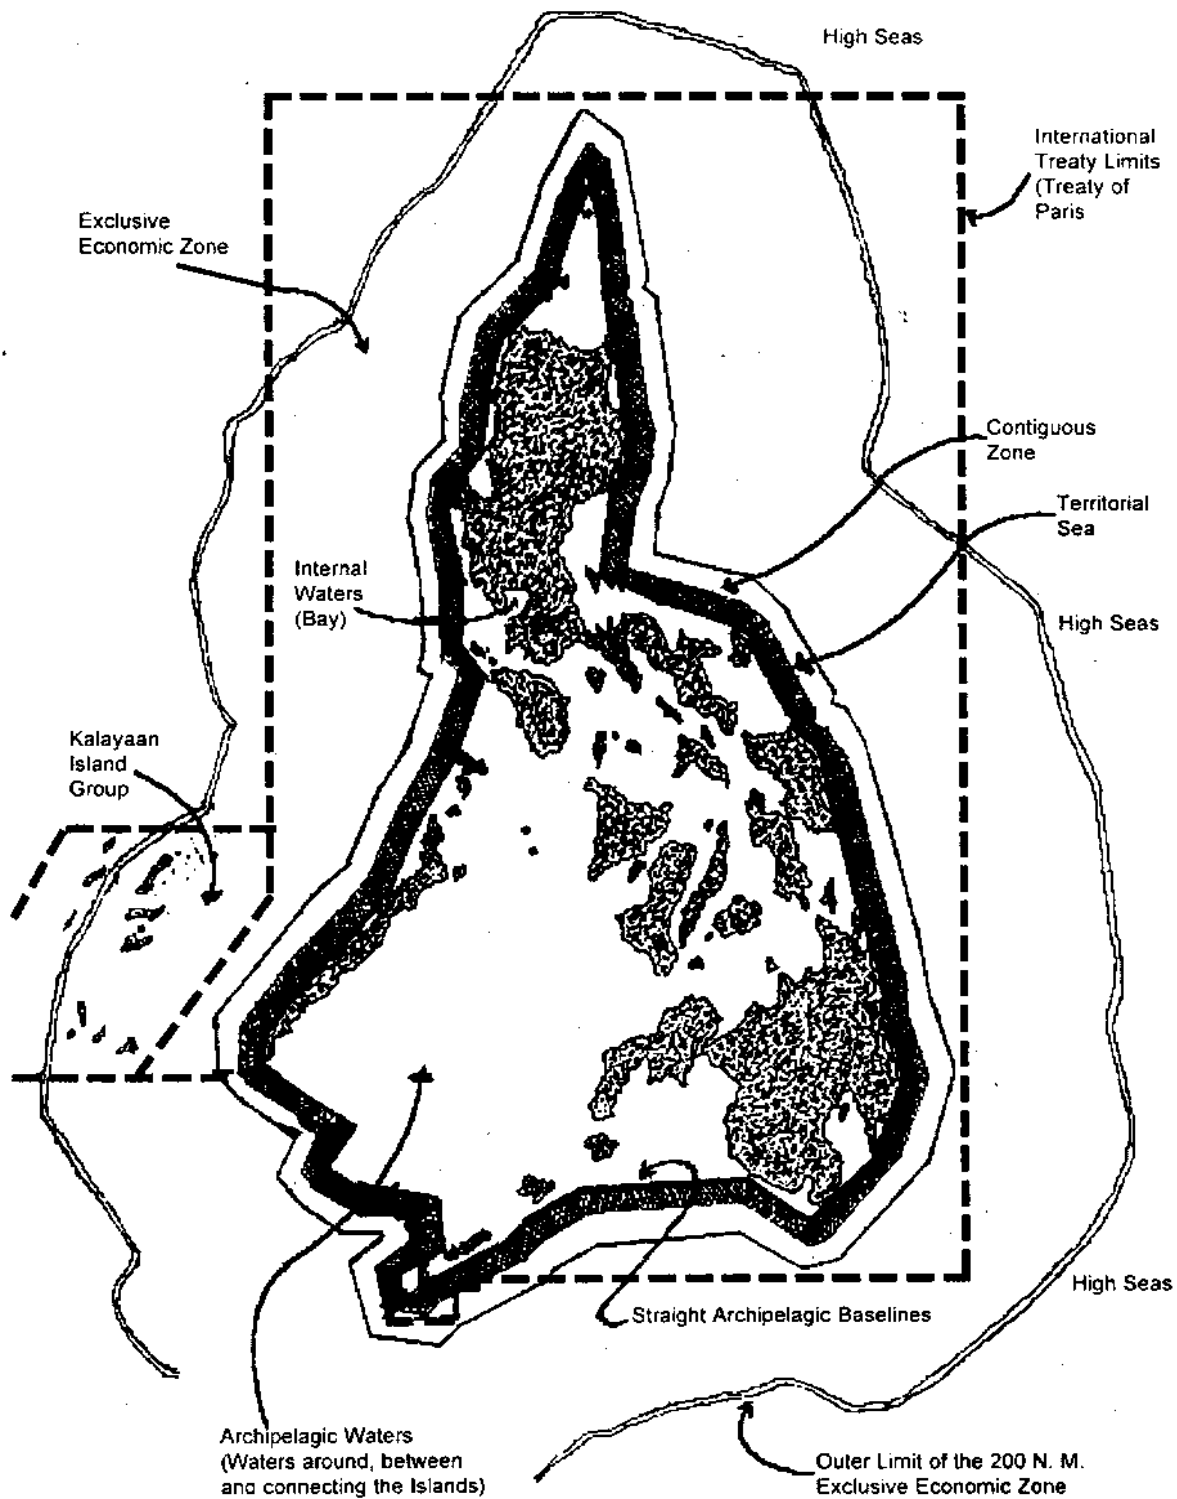 High Seas
International
Treaty Limits
(Treaty of
Paris
Exclusive
Economic Zone
Contiguous
Zone
Territorial
Sea
Internal
Waters
(Bay)
High Seas
Kalayaan
Island
Group
High Seas
Straight Archipelagic Baselines
Archipelagic Waters
(Waters around, between
and connecting the Islands)
Outer Limit of the 200 N. M.
Exclusive Economic Zone